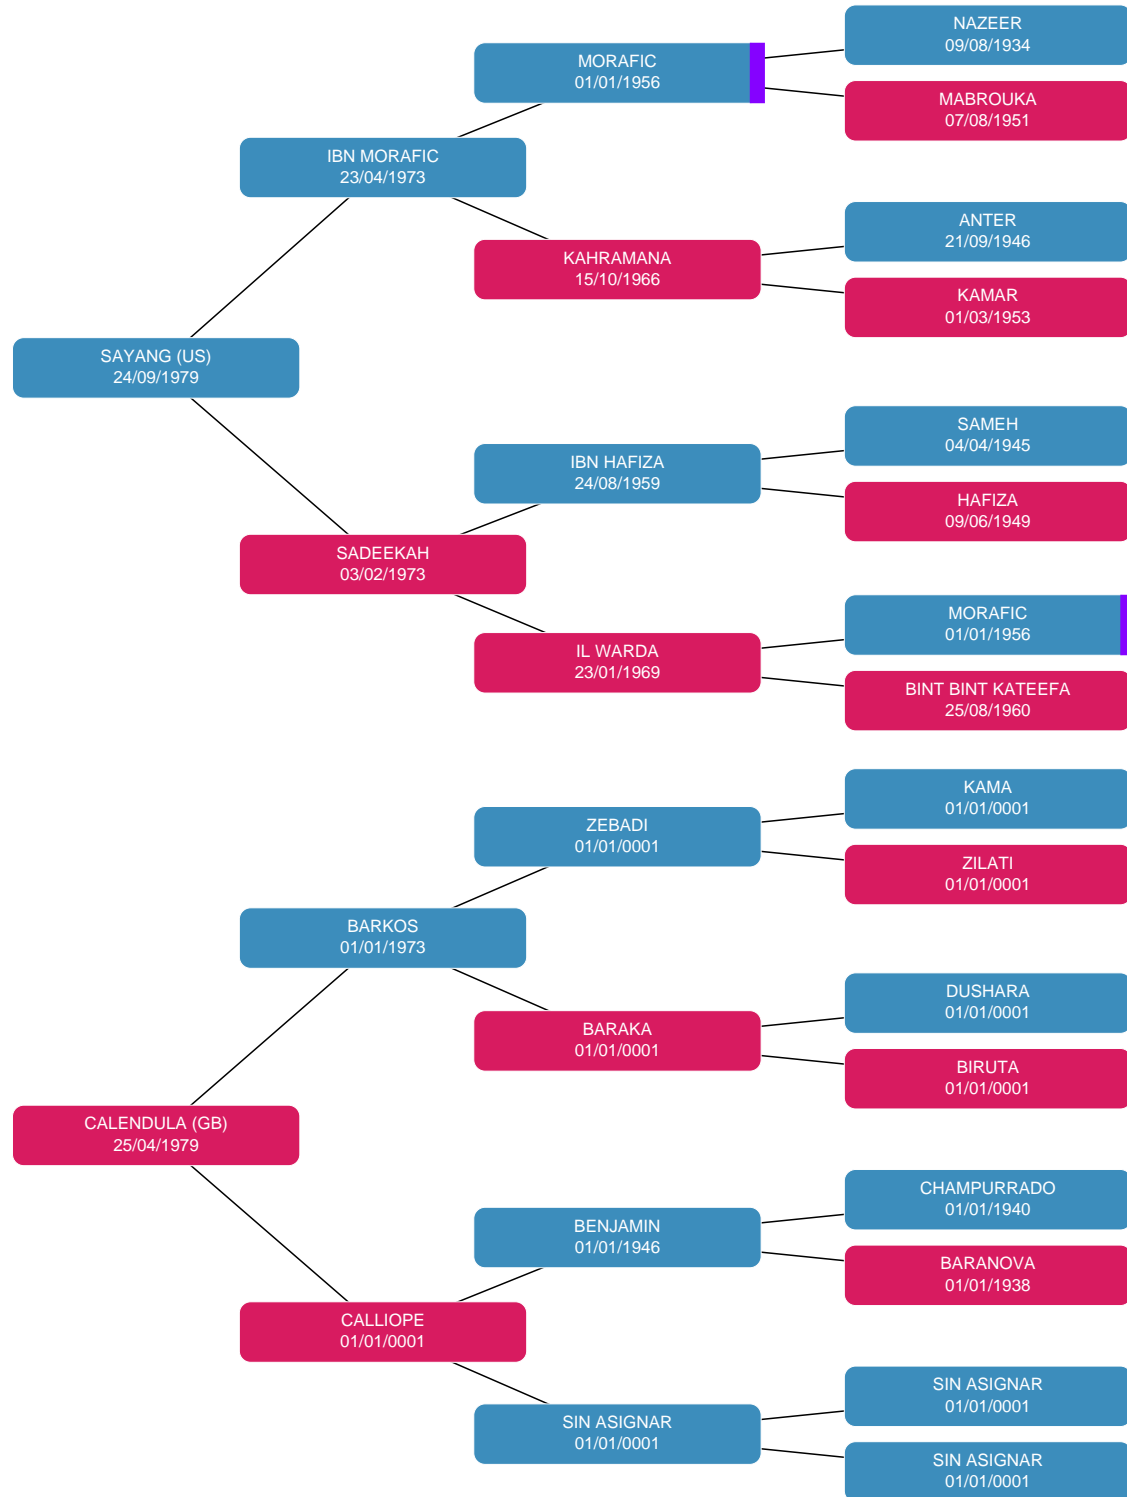 NAZEER
09/08/1934
MORAFIC
01/01/1956
MABROUKA
07/08/1951
IBN MORAFIC
23/04/1973
ANTER
21/09/1946
KAHRAMANA
15/10/1966
KAMAR
01/03/1953
SAYANG (US)
24/09/1979
SAMEH
04/04/1945
IBN HAFIZA
24/08/1959
HAFIZA
09/06/1949
SADEEKAH
03/02/1973
MORAFIC
01/01/1956
IL WARDA
23/01/1969
BINT BINT KATEEFA
25/08/1960
KAMA
01/01/0001
ZEBADI
01/01/0001
ZILATI
01/01/0001
BARKOS
01/01/1973
DUSHARA
01/01/0001
BARAKA
01/01/0001
BIRUTA
01/01/0001
CALENDULA (GB)
25/04/1979
CHAMPURRADO
01/01/1940
BENJAMIN
01/01/1946
BARANOVA
01/01/1938
CALLIOPE
01/01/0001
SIN ASIGNAR
01/01/0001
SIN ASIGNAR
01/01/0001
SIN ASIGNAR
01/01/0001